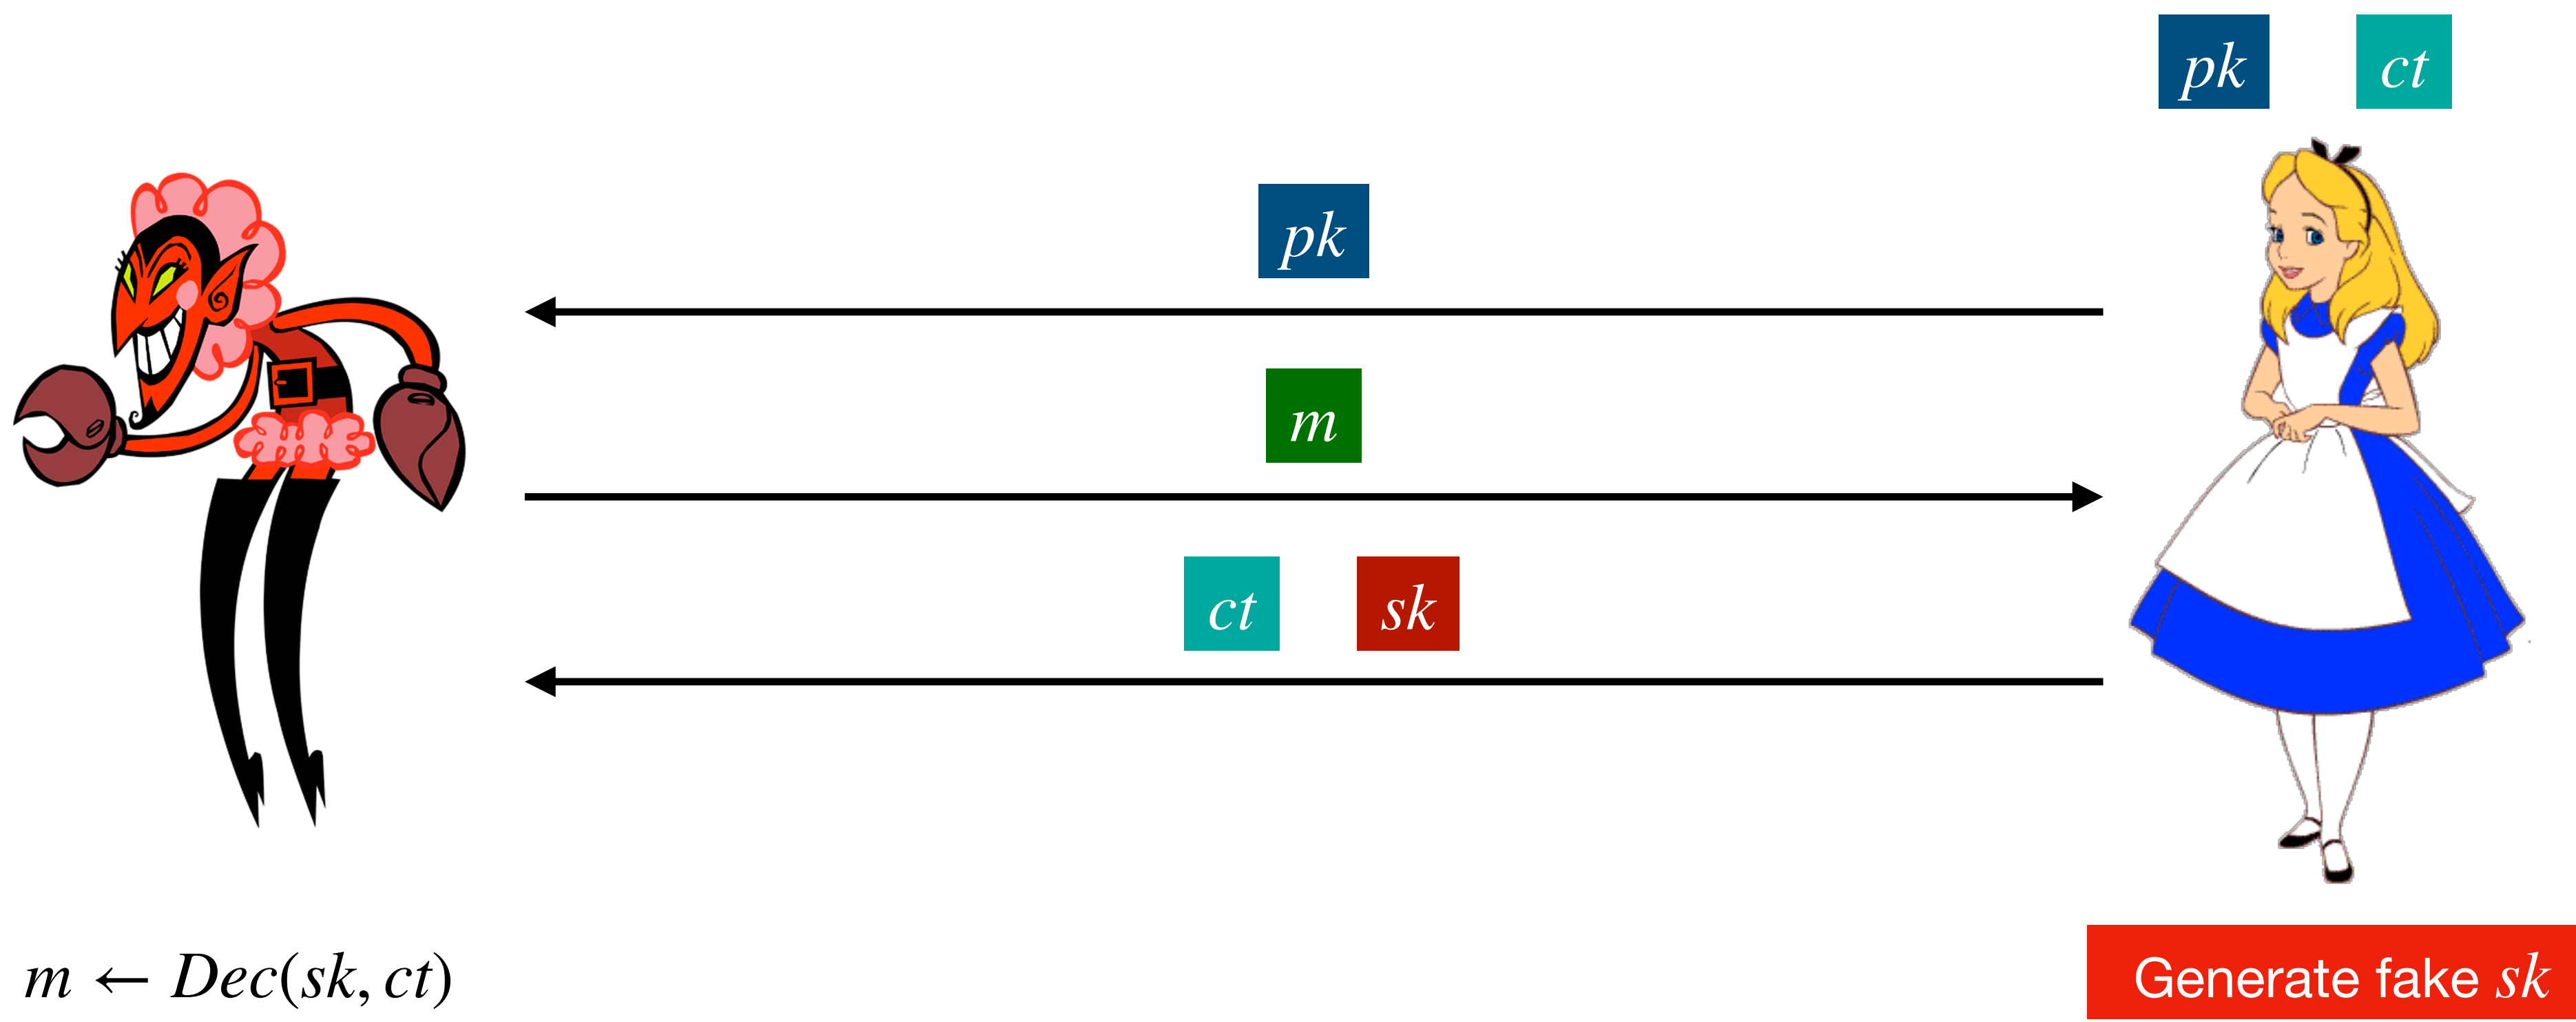 pk ct
pk
m
ct sk
m ← Dec(sk, ct)
Generate fake sk